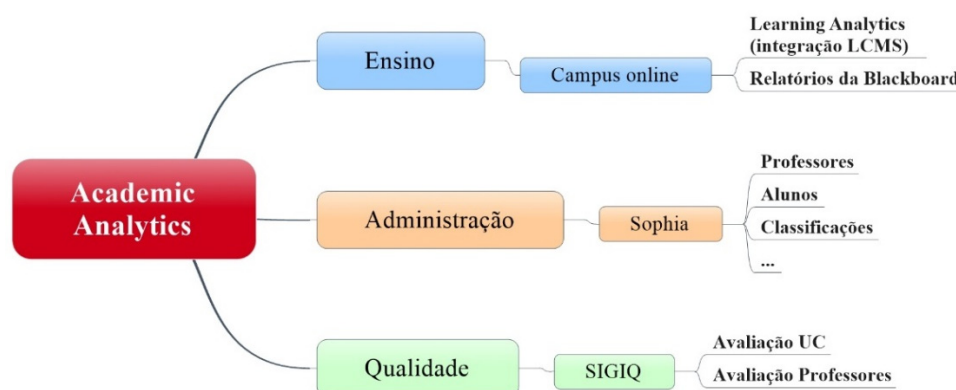 Academic
Analytics
Ensino
Campus online
Learning Analytics
(integração LCMS)
Relatórios da Blackboard
Administração
Sophia
Professores
Alunos
Classificações
...
Qualidade
SIGIQ
Avaliação UC
Avaliação Professores